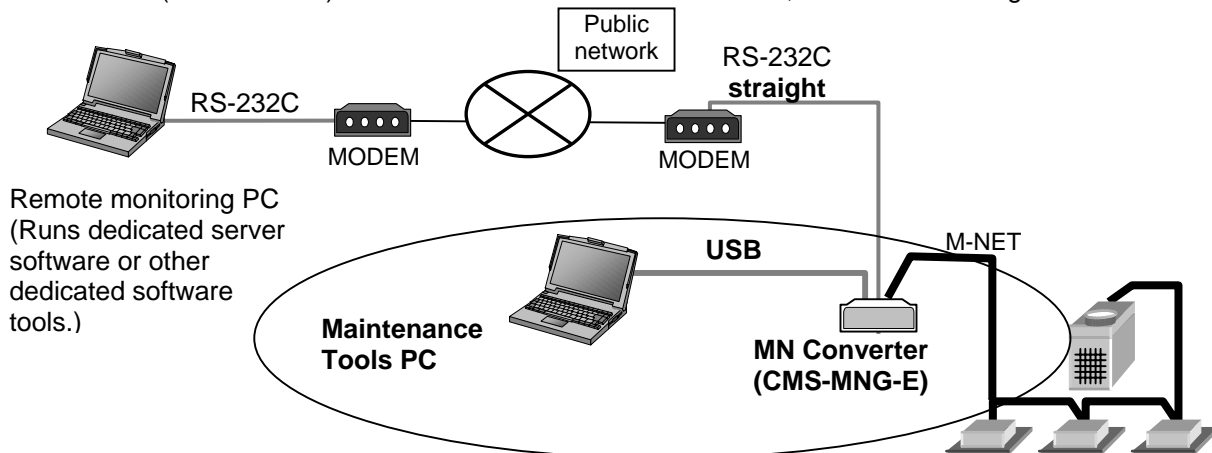 Public
network
RS-232C
straight
RS-232C
MODEM
MODEM
Remote monitoring PC
(Runs dedicated server
software or other
dedicated software
tools.)
USB
M-NET
Maintenance
Tools PC
MN Converter
(CMS-MNG-E)